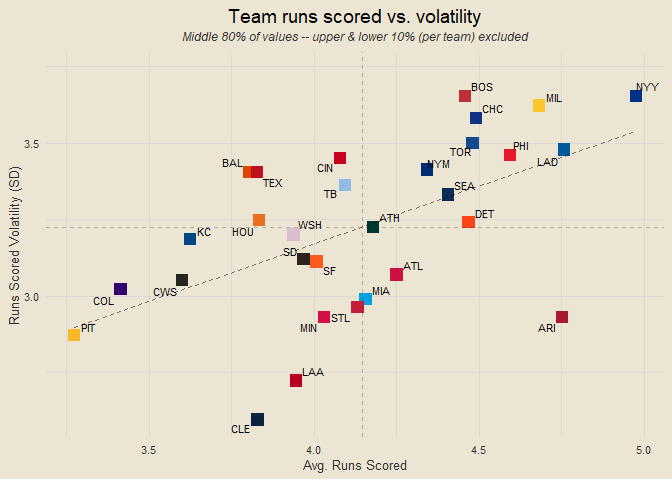 Team runs scored vs. volatility
Middle 80% of values -- upper & lower 10% (per team) excluded
BOS
NYY
MIL
CHC
3.5
TOR
PHI
LAD
BAL
TEX
CIN
TB
NYM
SEA
KC
HOU
WSH
ATH
DET
SD
SF
ATL
3.0
COL
CWS
MIA
PIT
MIN
STL
ARI
LAA
CLE
Runs Scored Volatility (SD)
3.5
4.0
4.5
5.0
Avg. Runs Scored